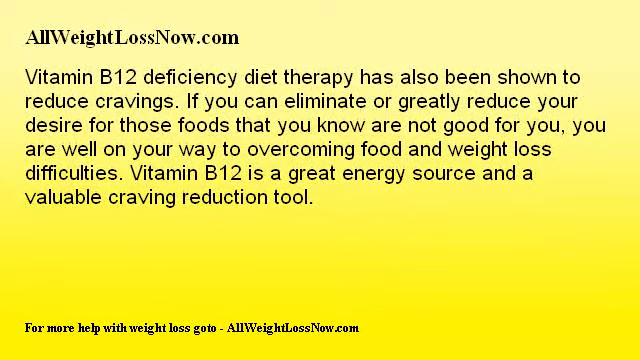 AllWeightLossNow.com
Vitamin B12 deficiency diet therapy has also been shown to
reduce cravings. If you can eliminate or greatly reduce your
desire for those foods that you know are not good for you, you
are well on your way to overcoming food and weight loss
difficulties. Vitamin B12 is a great energy source and a
valuable craving reduction tool.
For more help with weight loss goto - AllWeightLossNow.com